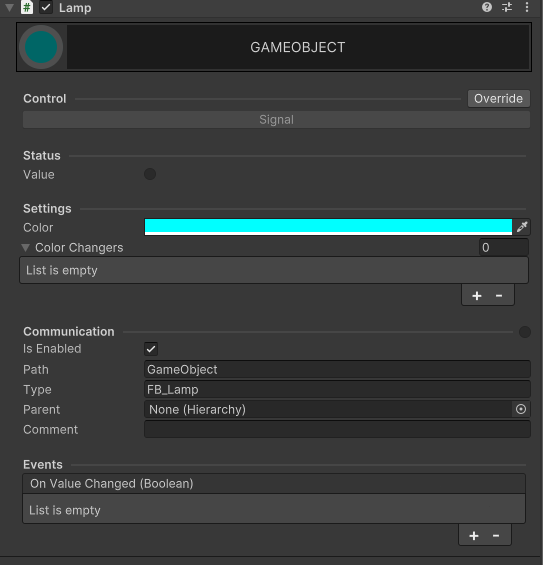 Lamp
GAMEOBJECT
Control
Override
Signal
Status
Value
Settings
Color
Color Changers 0
List is empty
+ -
Communication
Is Enabled
Path GameObject
Type FB_Lamp
Parent None (Hierarchy)
Comment
Events
On Value Changed (Boolean)
List is empty
+ -